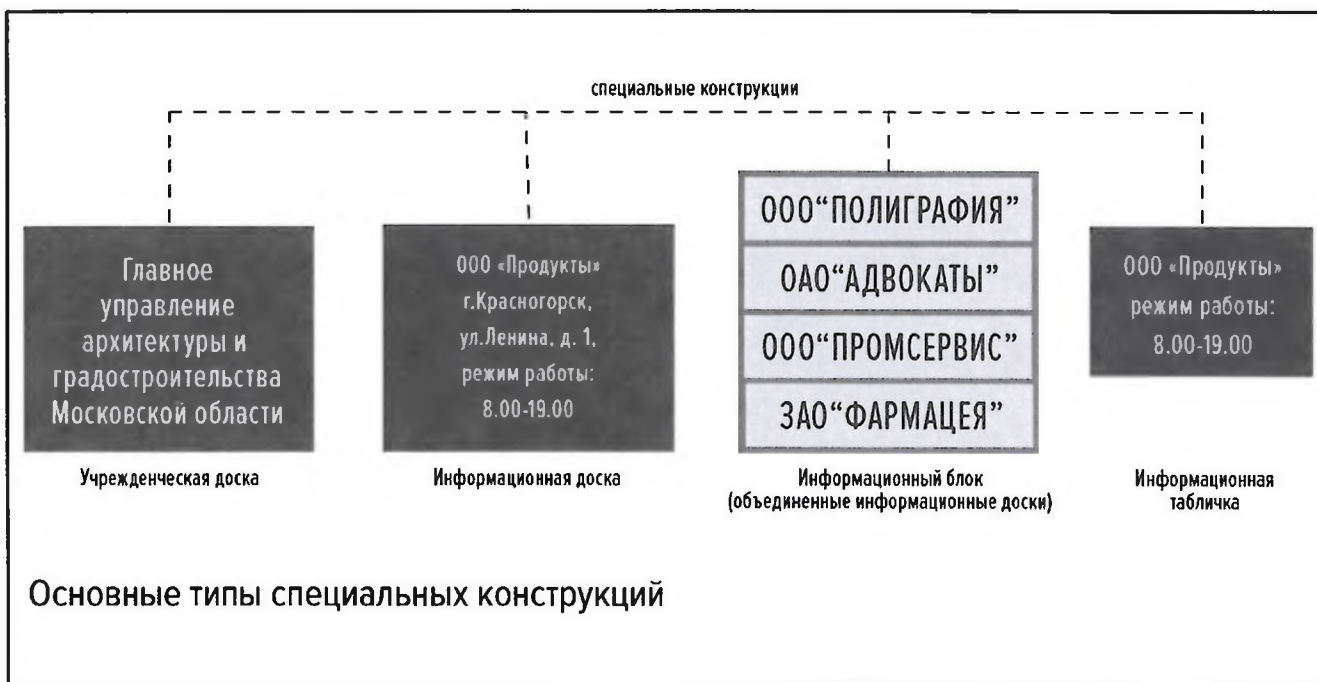 специальные конструкции
Главное
управление
архитектуры и
градостроительства
Московской области
Учрежденческая доска
ООО «Продукты»
г.Красногорск,
ул.Ленина, д. 1,
режим работы:
8.00-19.00
Информационная доска
ООО“ПОЛИГРАФИЯ”
ОАО“АДВОКАТЫ”
ООО“ПРОМСЕРВИС”
ЗАО“ФАРМАЦЕЯ”
Информационный блок
(объединенные информационные доски)
ООО «Продукты»
режим работы:
8.00-19.00
Информационная
табличка
Основные типы специальных конструкций